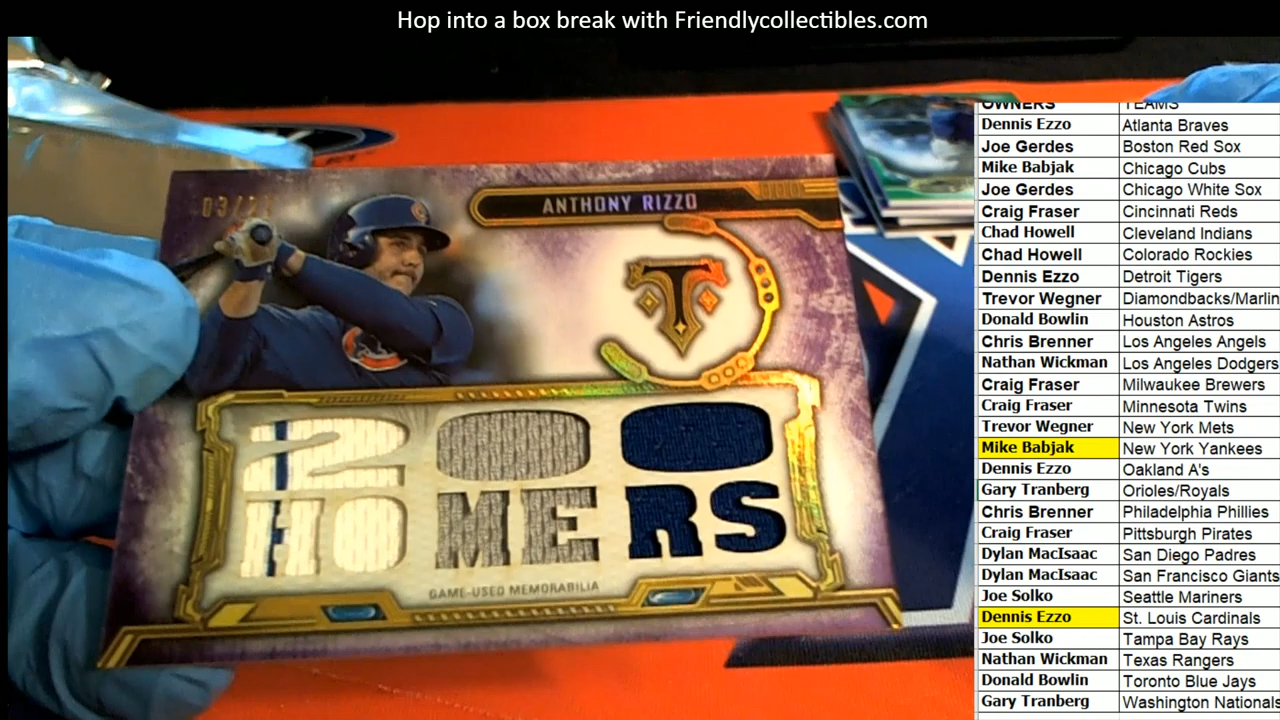 Hop into a box break with Friendlycollectibles.com
ANTHONY RIZZO
T
200
HOMERS
GAME-USED MEMORABILIA
OWNERS TEAMS
Dennis Ezzo Atlanta Braves
Joe Gerdes Boston Red Sox
Mike Babjak Chicago Cubs
Joe Gerdes Chicago White Sox
Craig Fraser Cincinnati Reds
Chad Howell Cleveland Indians
Chad Howell Colorado Rockies
Dennis Ezzo Detroit Tigers
Trevor Wegner Diamondbacks/Marlin
Donald Bowlin Houston Astros
Chris Brenner Los Angeles Angels
Nathan Wickman Los Angeles Dodgers
Craig Fraser Milwaukee Brewers
Craig Fraser Minnesota Twins
Trevor Wegner New York Mets
Mike Babjak New York Yankees
Dennis Ezzo Oakland A's
Gary Tranberg Orioles/Royals
Chris Brenner Philadelphia Phillies
Craig Fraser Pittsburgh Pirates
Dylan MacIsaac San Diego Padres
Dylan MacIsaac San Francisco Giants
Joe Solko Seattle Mariners
Dennis Ezzo St. Louis Cardinals
Joe Solko Tampa Bay Rays
Nathan Wickman Texas Rangers
Donald Bowlin Toronto Blue Jays
Gary Tranberg Washington Nationals